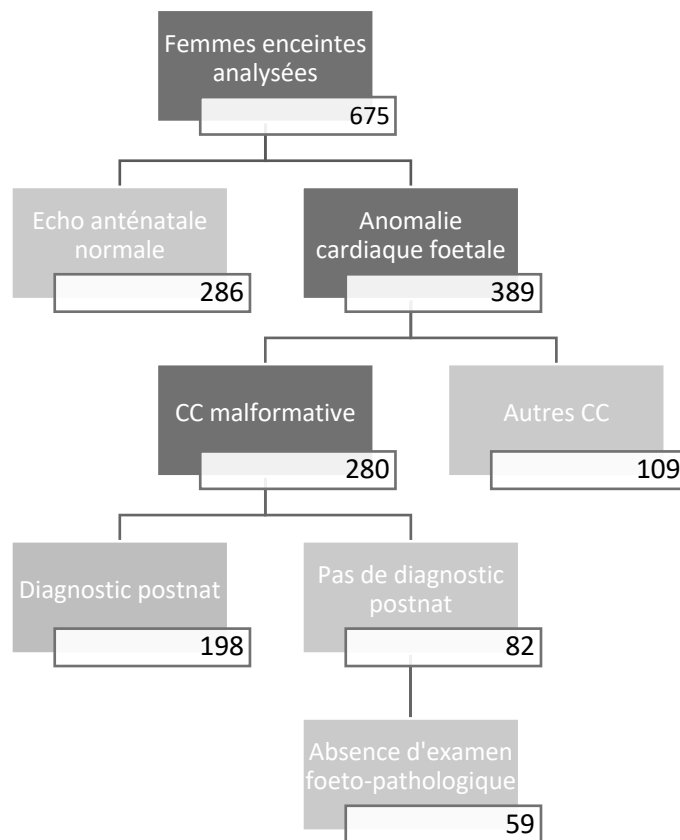 Femmes enceintes
analysées
675
Echo anténatale
normale
286
Anomalie
cardiaque foetale
389
CC malformative
280
Autres CC
109
Diagnostic postnat
198
Pas de diagnostic
postnat
82
Absence d'examen
foeto-pathologique
59